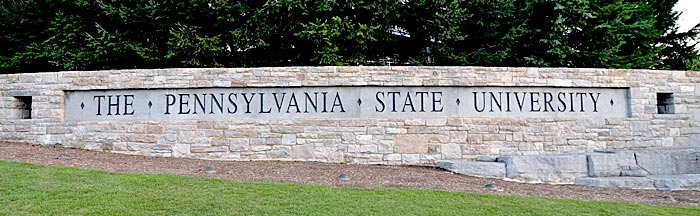 ⬩ THE ⬩ PENNSYLVANIA ⬩ STATE ⬩ UNIVERSITY ⬩